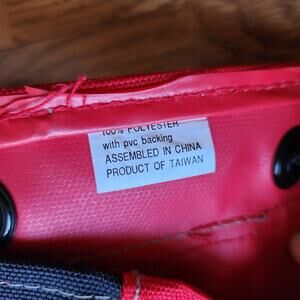 100% POLYESTER
with pvc backing
ASSEMBLED IN CHINA
PRODUCT OF TAIWAN